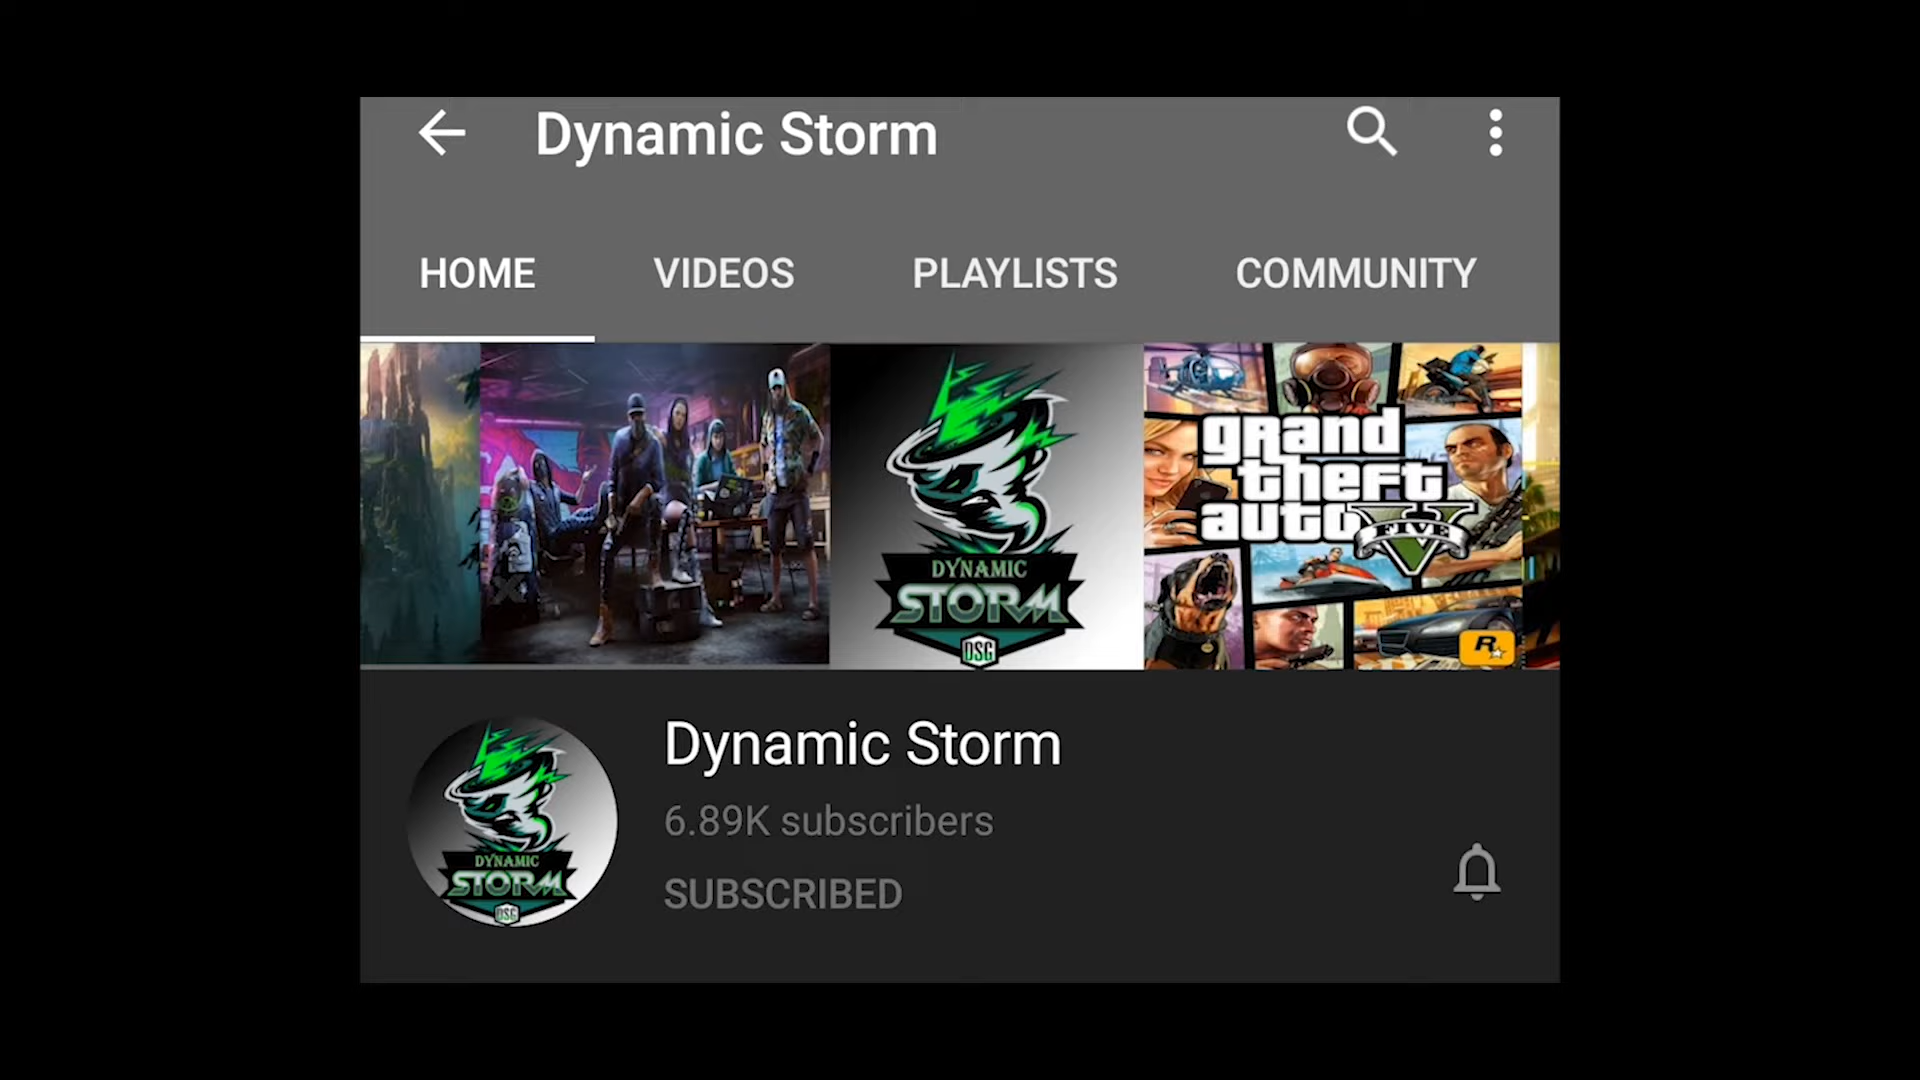 Dynamic Storm
HOME VIDEOS PLAYLISTS COMMUNITY
DYNAMIC
STORM
DSG
grand
theft
auto
FIVE
V
R
Dynamic Storm
6.89K subscribers
SUBSCRIBED
DYNAMIC
STORM
DSG